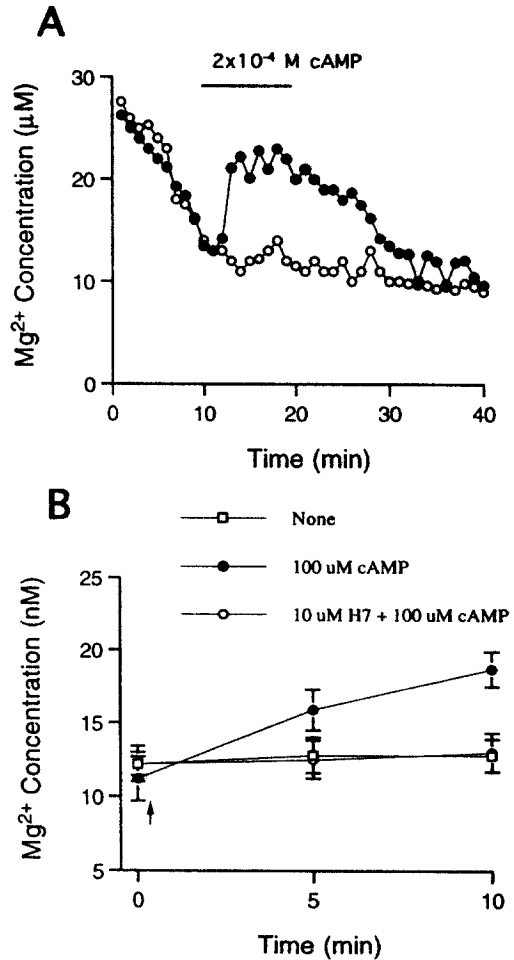 A
2x10⁻⁴ M cAMP
Mg²⁺ Concentration (μM)
30
20
10
0
0 10 20 30 40
Time (min)
B
None
100 uM cAMP
10 uM H7 + 100 uM cAMP
Mg²⁺ Concentration (nM)
25
20
15
10
5
0 5 10
Time (min)